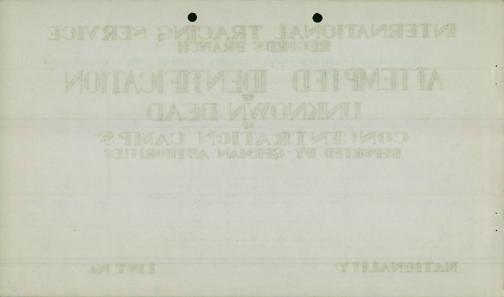 INTERNATIONAL TRACING SERVICE
RECORDS BRANCH
ATTEMPTED IDENTIFICATION
OF
UNKNOWN DEAD
IN
CONCENTRATION CAMPS
REPORTED BY GERMAN AUTHORITIES
NATIONALITY
LIST No.